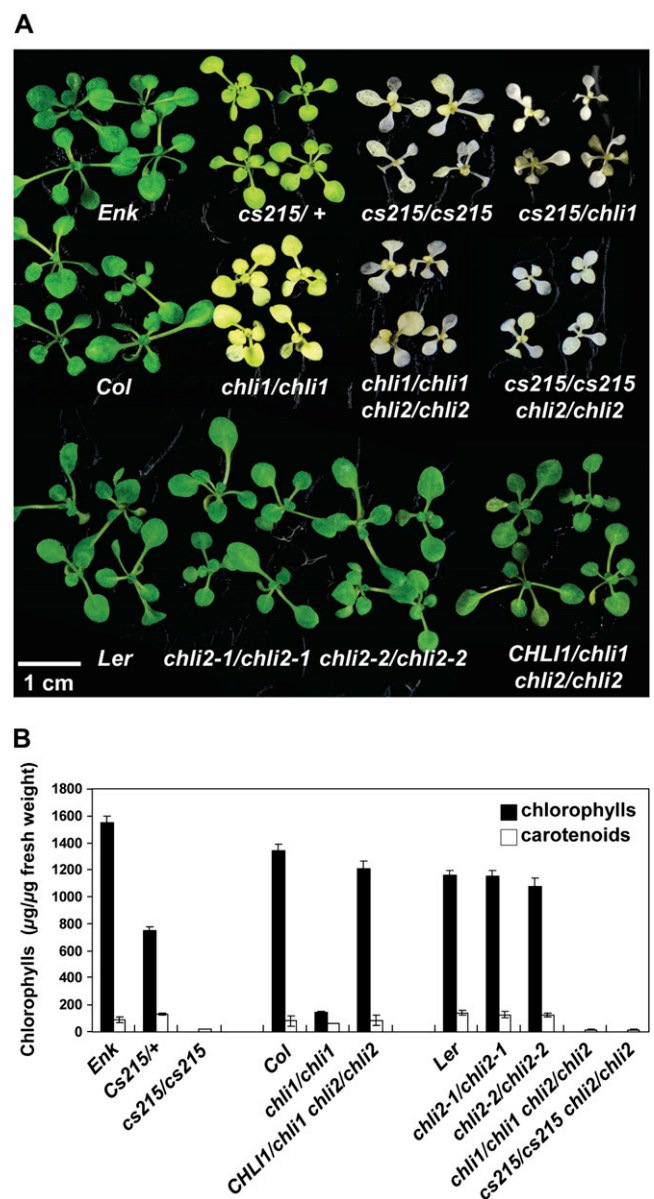 A
Enk
cs215/ +
cs215/cs215
cs215/chli1
Col
chli1/chli1
chli1/chli1
chli2/chli2
cs215/cs215
chli2/chli2
Ler
chli2-1/chli2-1
chli2-2/chli2-2
CHLI1/chli1
chli2/chli2
1 cm
B
Chlorophylls (µg/µg fresh weight)
1800
1600
1400
1200
1000
800
600
400
200
0
chlorophylls
carotenoids
Enk
Cs215/+
cs215/cs215
Col
chli1/chli1
CHLI1/chli1 chli2/chli2
Ler
chli2-1/chli2-1
chli2-2/chli2-2
chli1/chli1 chli2/chli2
cs215/cs215 chli2/chli2